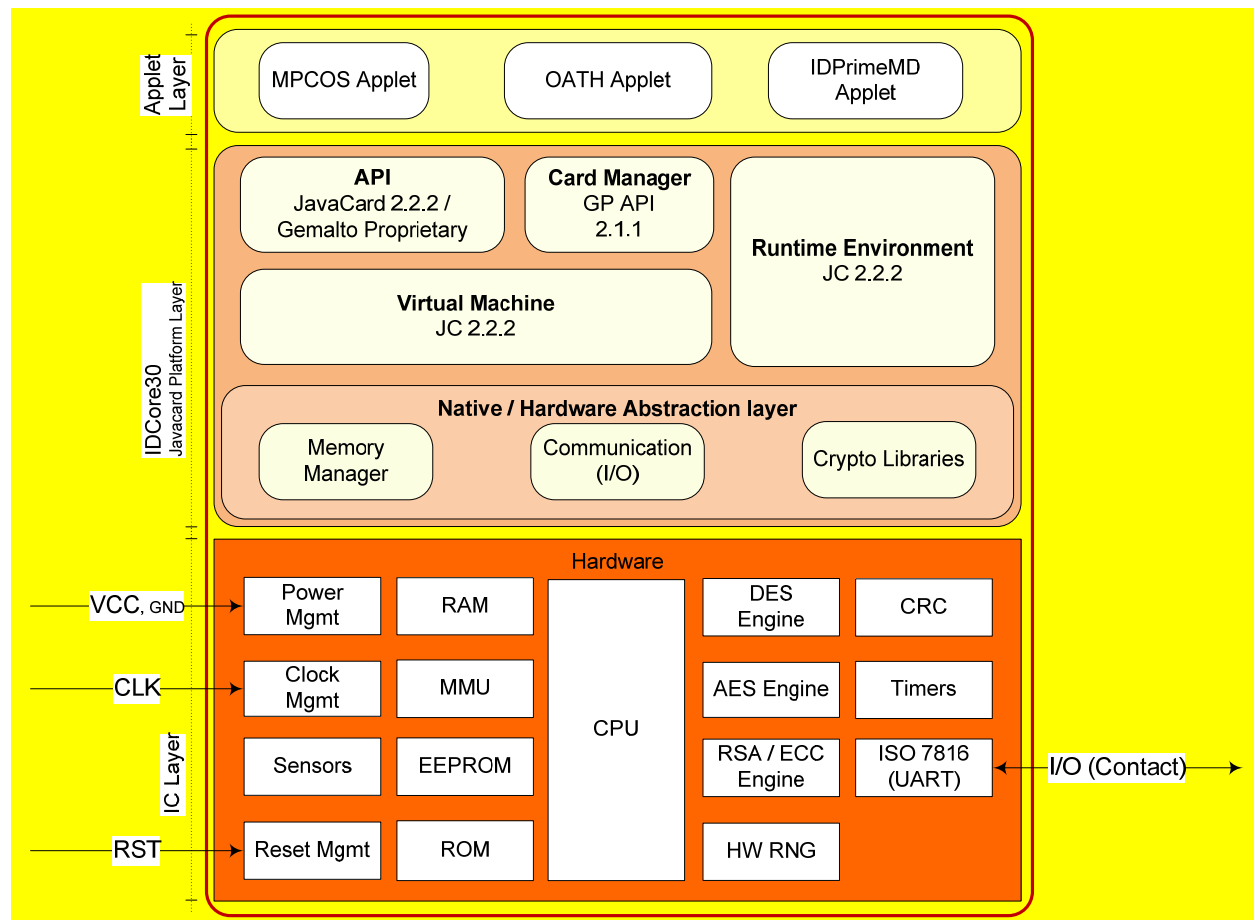 Applet
Layer
MPCOS Applet
OATH Applet
IDPrimeMD
Applet
IDCore30
Javacard Platform Layer
API
JavaCard 2.2.2 /
Gemalto Proprietary
Card Manager
GP API
2.1.1
Runtime Environment
JC 2.2.2
Virtual Machine
JC 2.2.2
Native / Hardware Abstraction layer
Memory
Manager
Communication
(I/O)
Crypto Libraries
IC Layer
Hardware
VCC, GND
Power
Mgmt
RAM
CPU
DES
Engine
CRC
CLK
Clock
Mgmt
MMU
AES Engine
Timers
Sensors
EEPROM
RSA / ECC
Engine
ISO 7816
(UART)
I/O (Contact)
RST
Reset Mgmt
ROM
HW RNG